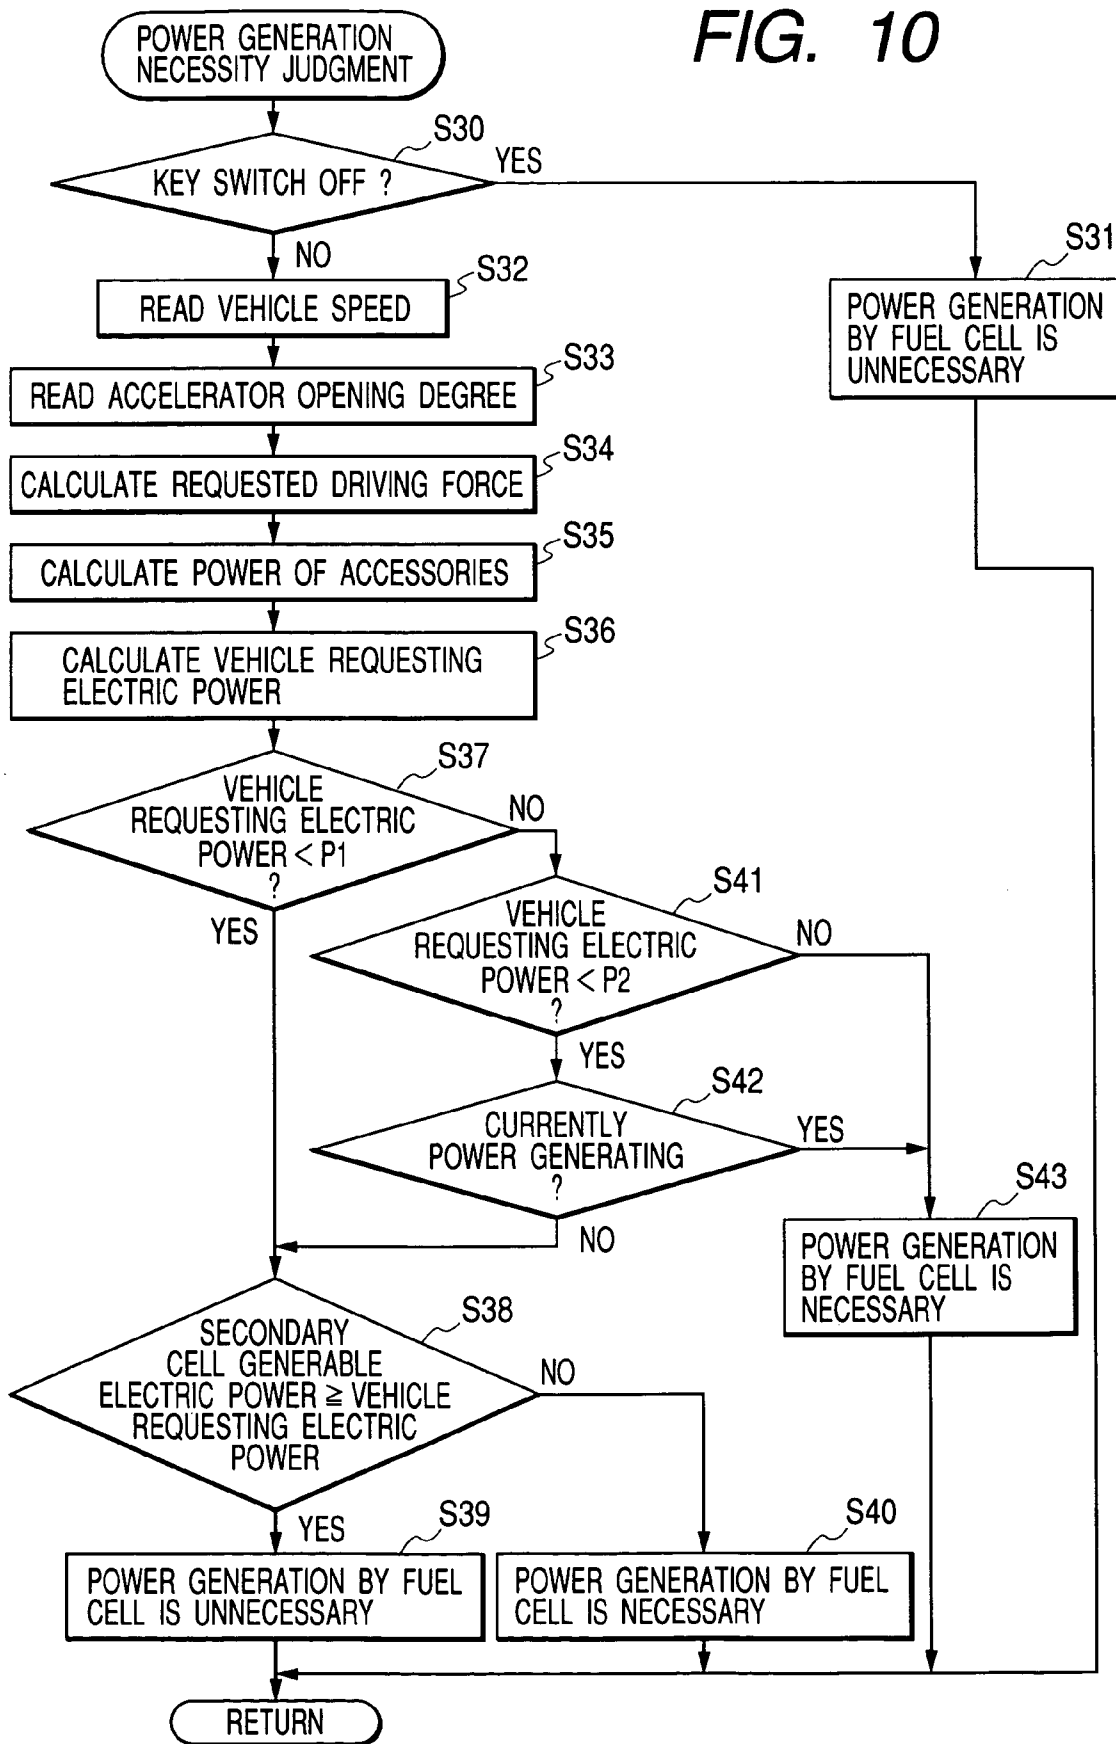 FIG. 10
POWER GENERATION
NECESSITY JUDGMENT
S30
KEY SWITCH OFF ?
YES
NO
S31
POWER GENERATION
BY FUEL CELL IS
UNNECESSARY
S32
READ VEHICLE SPEED
S33
READ ACCELERATOR OPENING DEGREE
S34
CALCULATE REQUESTED DRIVING FORCE
S35
CALCULATE POWER OF ACCESSORIES
S36
CALCULATE VEHICLE REQUESTING
ELECTRIC POWER
S37
VEHICLE
REQUESTING ELECTRIC
POWER < P1
?
NO
YES
S41
VEHICLE
REQUESTING ELECTRIC
POWER < P2
?
NO
YES
S42
CURRENTLY
POWER GENERATING
?
YES
NO
S43
POWER GENERATION
BY FUEL CELL IS
NECESSARY
S38
SECONDARY
CELL GENERABLE
ELECTRIC POWER ≧ VEHICLE
REQUESTING ELECTRIC
POWER
NO
YES
S39
POWER GENERATION BY FUEL
CELL IS UNNECESSARY
S40
POWER GENERATION BY FUEL
CELL IS NECESSARY
RETURN